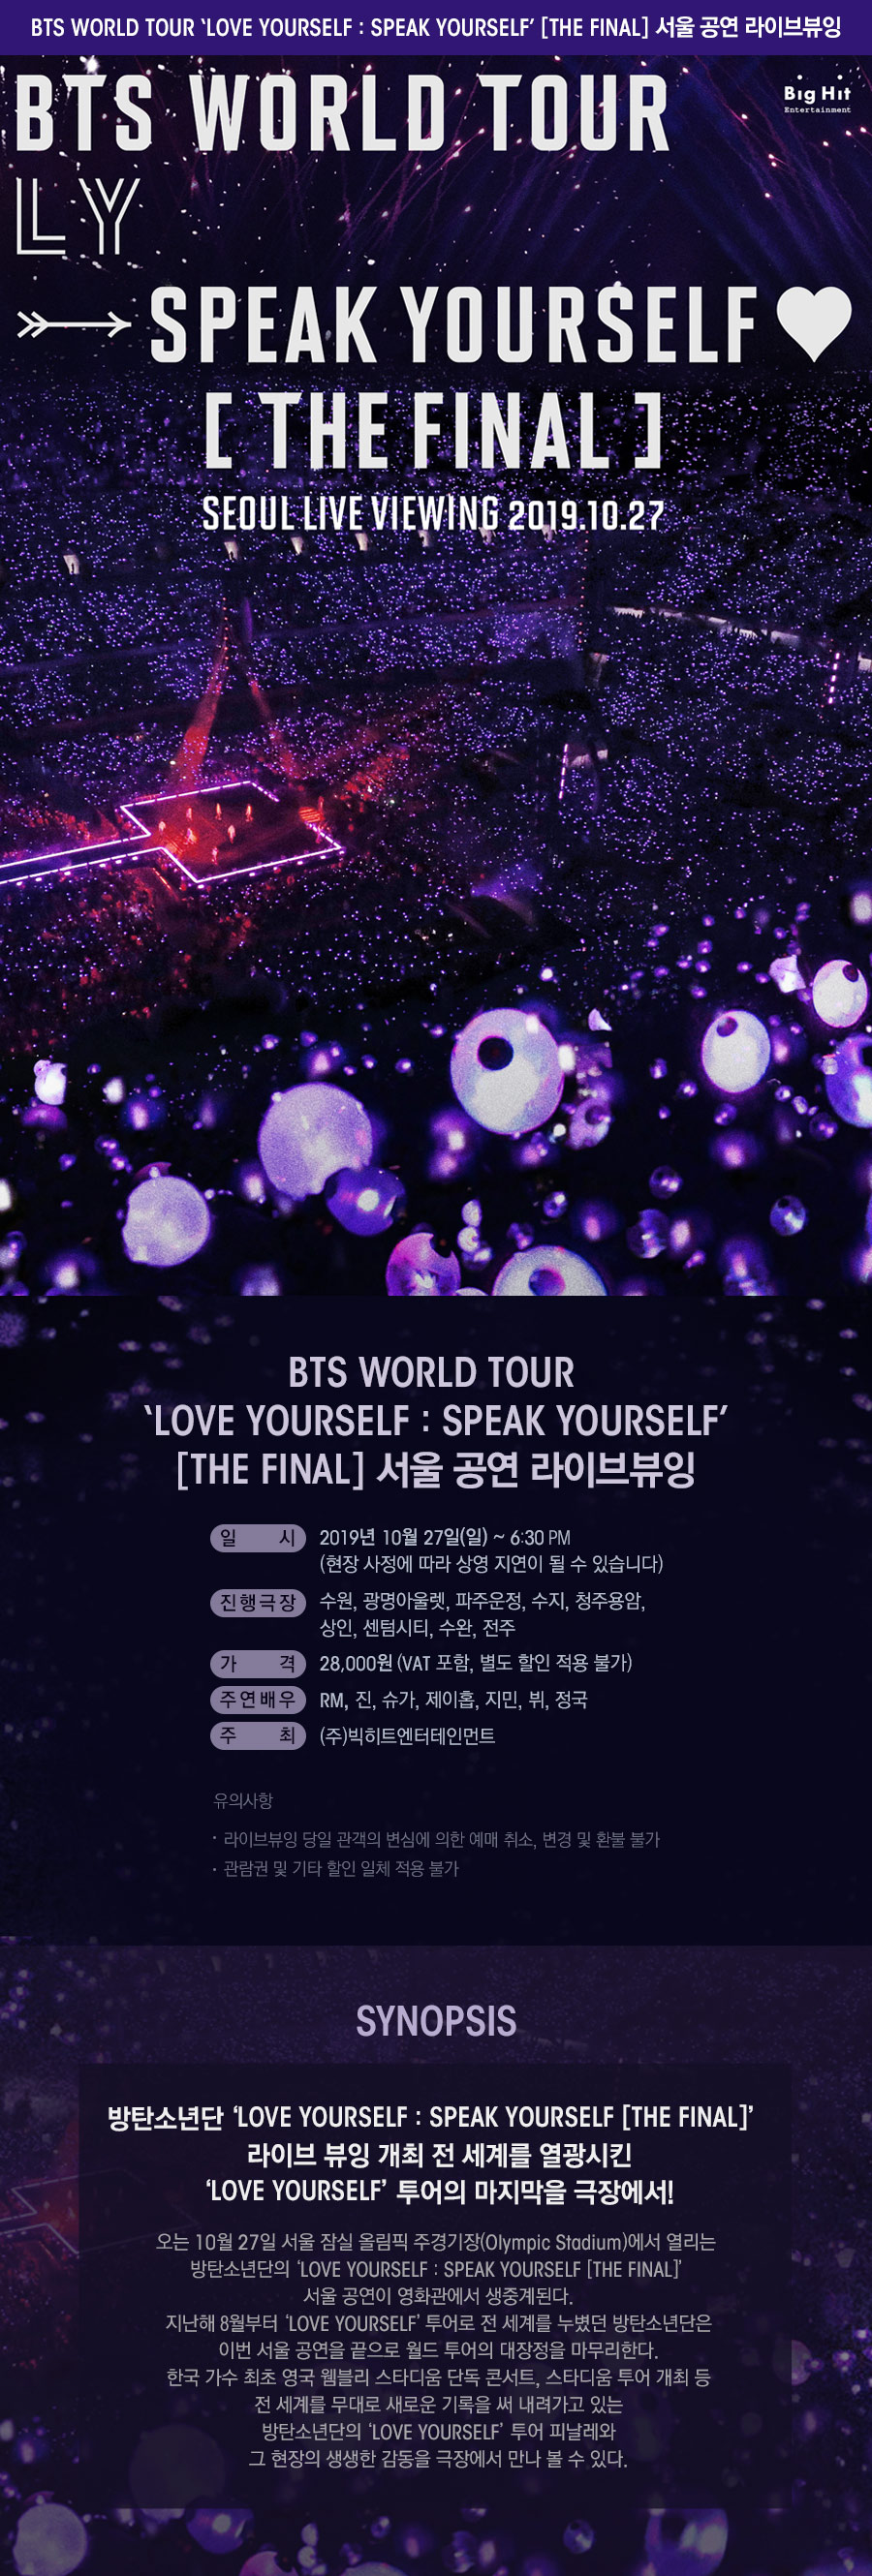 BTS WORLD TOUR ‘LOVE YOURSELF : SPEAK YOURSELF’ [THE FINAL] 서울 공연 라이브뷰잉
BTS WORLD TOUR
Big Hit
Entertainment
LY
SPEAK YOURSELF
[ THE FINAL ]
SEOUL LIVE VIEWING 2019.10.27
BTS WORLD TOUR
‘LOVE YOURSELF : SPEAK YOURSELF’
[THE FINAL] 서울 공연 라이브뷰잉
일 시 2019년 10월 27일(일) ~ 6:30 PM
(현장 사정에 따라 상영 지연이 될 수 있습니다)
진행극장 수원, 광명아울렛, 파주운정, 수지, 청주용암,
상인, 센텀시티, 수완, 전주
가 격 28,000원 (VAT 포함, 별도 할인 적용 불가)
주연배우 RM, 진, 슈가, 제이홉, 지민, 뷔, 정국
주 최 (주)빅히트엔터테인먼트
유의사항
· 라이브뷰잉 당일 관객의 변심에 의한 예매 취소, 변경 및 환불 불가
· 관람권 및 기타 할인 일체 적용 불가
SYNOPSIS
방탄소년단 ‘LOVE YOURSELF : SPEAK YOURSELF [THE FINAL]’
라이브 뷰잉 개최 전 세계를 열광시킨
‘LOVE YOURSELF’ 투어의 마지막을 극장에서!
오는 10월 27일 서울 잠실 올림픽 주경기장(Olympic Stadium)에서 열리는
방탄소년단의 ‘LOVE YOURSELF : SPEAK YOURSELF [THE FINAL]’
서울 공연이 영화관에서 생중계된다.
지난해 8월부터 ‘LOVE YOURSELF’ 투어로 전 세계를 누볐던 방탄소년단은
이번 서울 공연을 끝으로 월드 투어의 대장정을 마무리한다.
한국 가수 최초 영국 웸블리 스타디움 단독 콘서트, 스타디움 투어 개최 등
전 세계를 무대로 새로운 기록을 써 내려가고 있는
방탄소년단의 ‘LOVE YOURSELF’ 투어 피날레와
그 현장의 생생한 감동을 극장에서 만나 볼 수 있다.